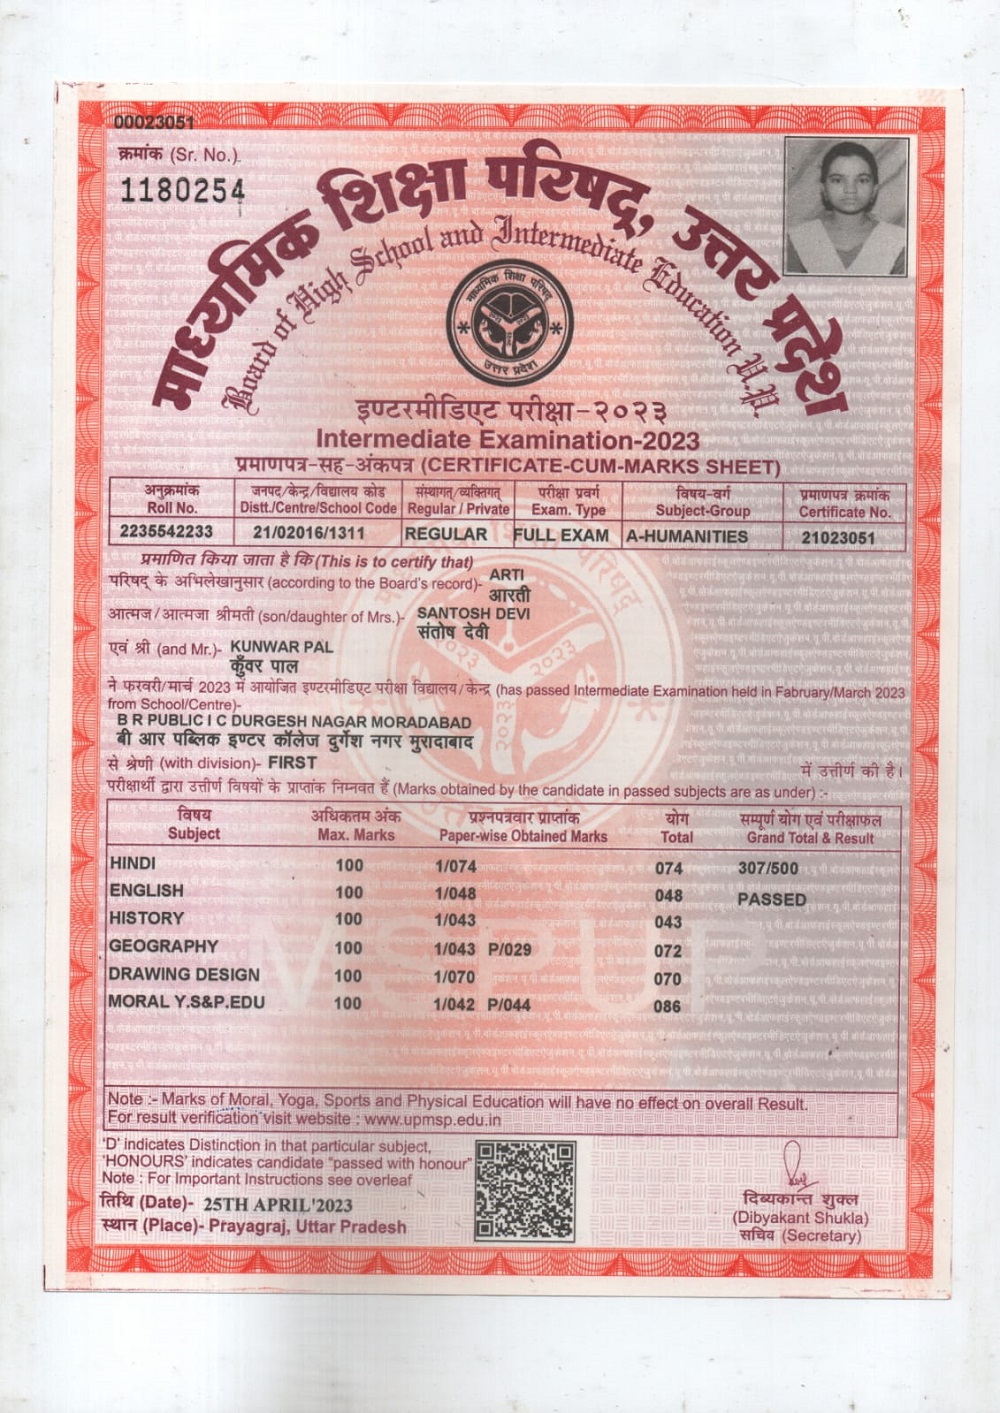 00023051
क्रमांक (Sr. No.)
1180254
माध्यमिक शिक्षा परिषद्, उत्तर प्रदेश
Board of High School and Intermediate Education U.P.
माध्यमिक शिक्षा परिषद
उत्तर प्रदेश
इण्टरमीडिएट परीक्षा-२०२३
Intermediate Examination-2023
प्रमाणपत्र-सह-अंकपत्र (CERTIFICATE-CUM-MARKS SHEET)
अनुक्रमांक जनपद/केन्द्र/विद्यालय कोड संस्थागत्/व्यक्तिगत् परीक्षा प्रवर्ग विषय-वर्ग प्रमाणपत्र क्रमांक
Roll No. Distt./Centre/School Code Regular / Private Exam. Type Subject-Group Certificate No.
2235542233 21/02016/1311 REGULAR FULL EXAM A-HUMANITIES 21023051
प्रमाणित किया जाता है कि (This is to certify that)
परिषद् के अभिलेखानुसार (according to the Board's record)- ARTI
आरती
आत्मज/आत्मजा श्रीमती (son/daughter of Mrs.)- SANTOSH DEVI
संतोष देवी
एवं श्री (and Mr.)- KUNWAR PAL
कुँवर पाल
ने फरवरी/मार्च 2023 में आयोजित इण्टरमीडिएट परीक्षा विद्यालय/केन्द्र (has passed Intermediate Examination held in Fabruary/March 2023
from School/Centre)-
B R PUBLIC I C DURGESH NAGAR MORADABAD
बी आर पब्लिक इण्टर कॉलेज दुर्गेश नगर मुरादाबाद
से श्रेणी (with division)- FIRST में उत्तीर्ण की है।
परीक्षार्थी द्वारा उत्तीर्ण विषयों के प्राप्तांक निम्नवत हैं (Marks obtained by the candidate in passed subjects are as under) :-
विषय अधिकतम अंक प्रश्नपत्रवार प्राप्तांक योग सम्पूर्ण योग एवं परीक्षाफल
Subject Max. Marks Paper-wise Obtained Marks Total Grand Total & Result
HINDI 100 1/074 074 307/500
ENGLISH 100 1/048 048 PASSED
HISTORY 100 1/043 043
GEOGRAPHY 100 1/043 P/029 072
DRAWING DESIGN 100 1/070 070
MORAL Y.S&P.EDU 100 1/042 P/044 086
Note :- Marks of Moral, Yoga, Sports and Physical Education will have no effect on overall Result.
For result verification visit website : www.upmsp.edu.in
'D' indicates Distinction in that particular subject,
'HONOURS' indicates candidate "passed with honour"
Note : For Important Instructions see overleaf
तिथि (Date)- 25TH APRIL'2023
स्थान (Place)- Prayagraj, Uttar Pradesh
दिब्यकान्त शुक्ल
(Dibyakant Shukla)
सचिव (Secretary)